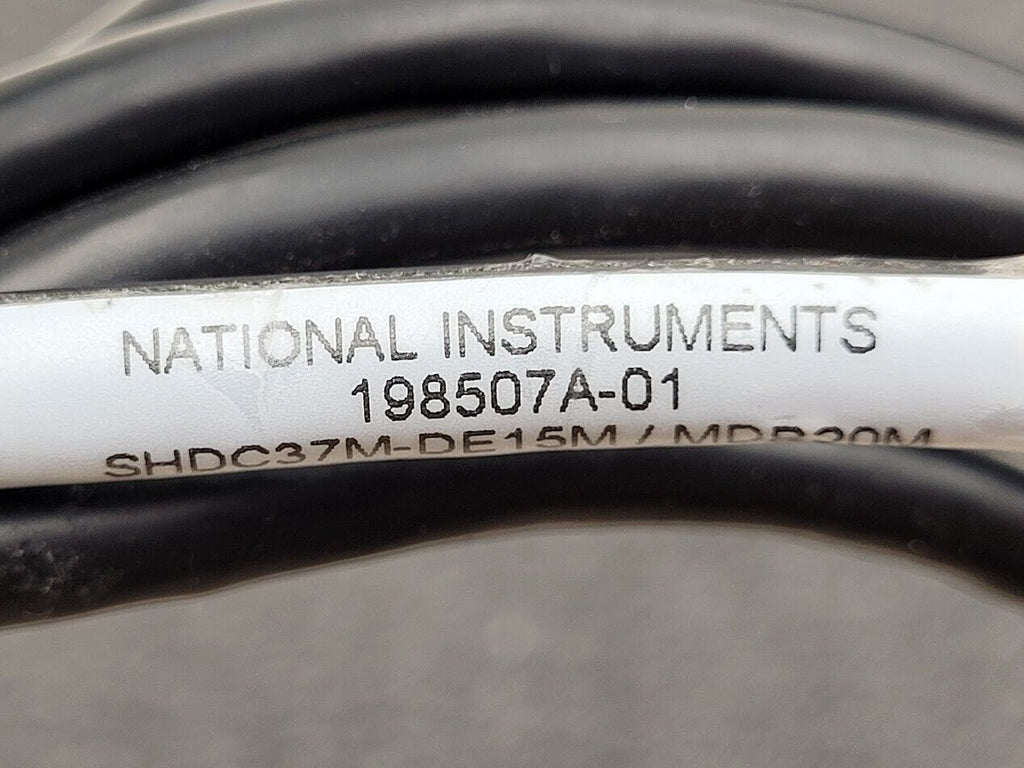 NATIONAL INSTRUMENTS
198507A-01
SHDC37M-DE15M / MDR20M